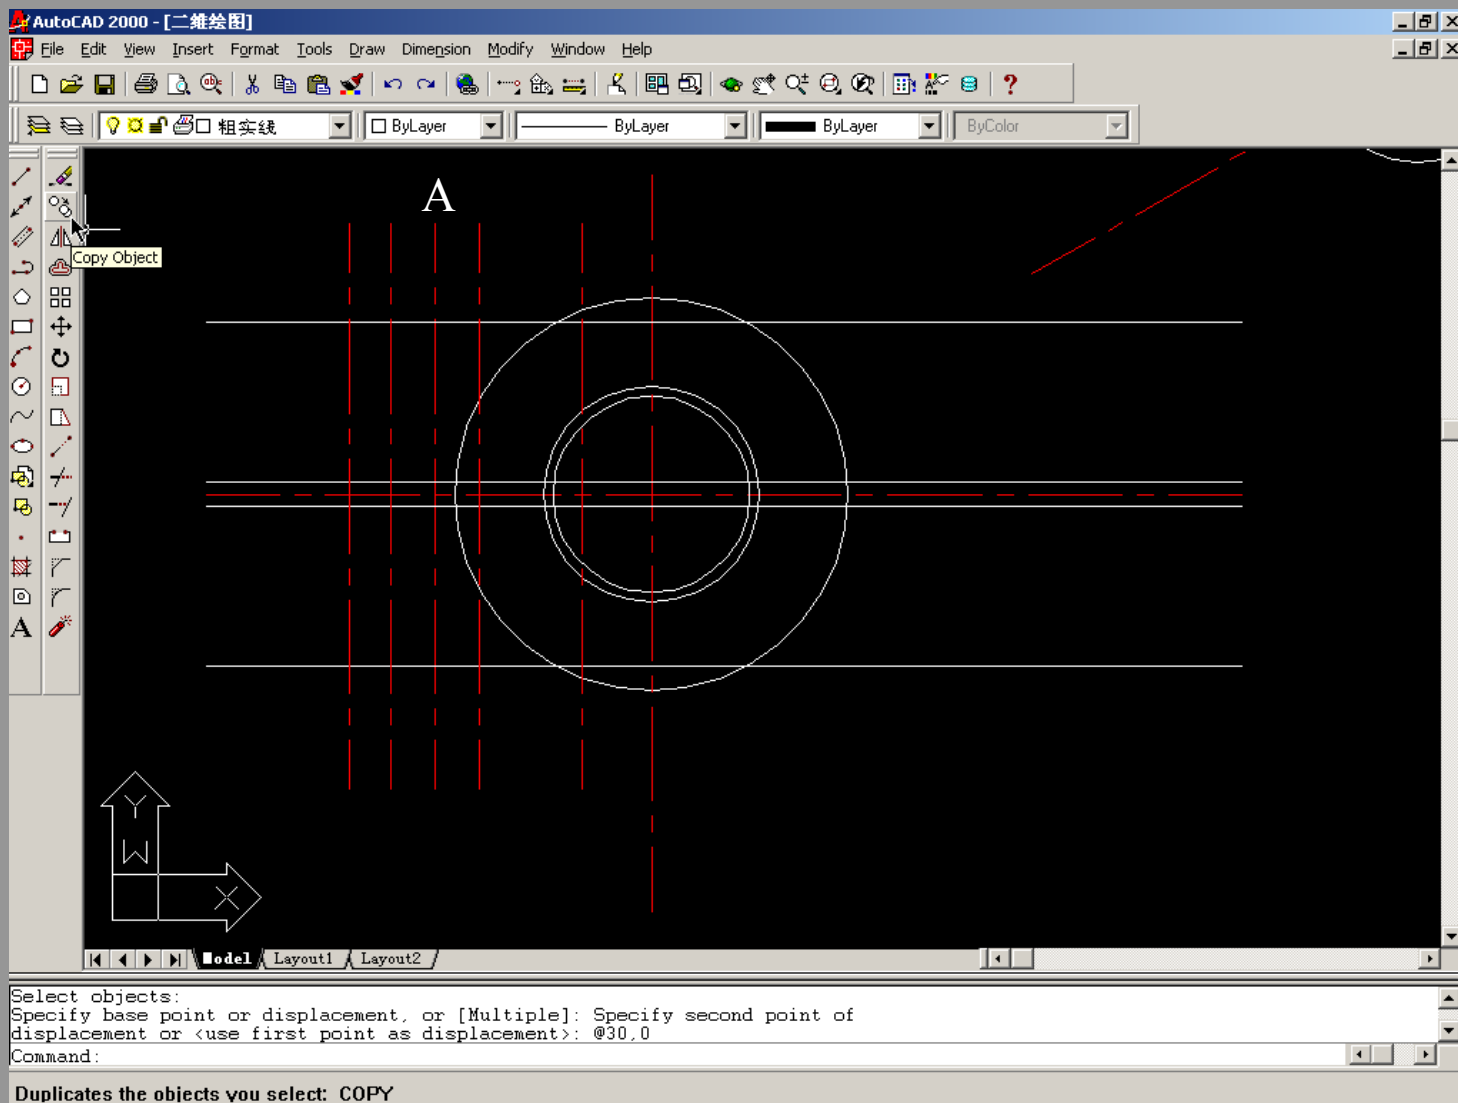 AutoCAD 2000 - [二维绘图]
File Edit View Insert Format Tools Draw Dimension Modify Window Help
粗实线 ByLayer ByLayer ByLayer ByColor
A
Copy Object
Y
W
X
Model Layout1 Layout2
Select objects:
Specify base point or displacement, or [Multiple]: Specify second point of
displacement or <use first point as displacement>: @30,0
Command:
Duplicates the objects you select: COPY